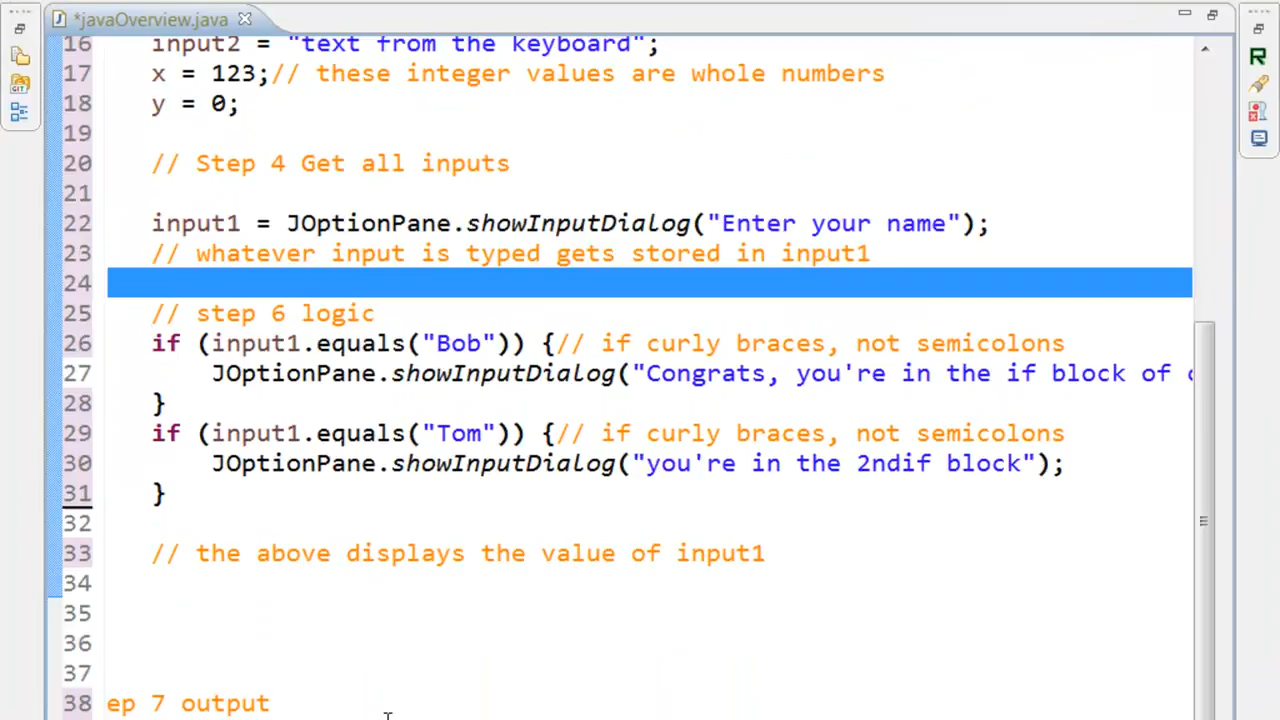 *javaOverview.java
16 input2 = "text from the keyboard";
17 x = 123;// these integer values are whole numbers
18 y = 0;
19
20 // Step 4 Get all inputs
21
22 input1 = JOptionPane.showInputDialog("Enter your name");
23 // whatever input is typed gets stored in input1
24
25 // step 6 logic
26 if (input1.equals("Bob")) {// if curly braces, not semicolons
27 JOptionPane.showInputDialog("Congrats, you're in the if block of
28 }
29 if (input1.equals("Tom")) {// if curly braces, not semicolons
30 JOptionPane.showInputDialog("you're in the 2ndif block");
31 }
32
33 // the above displays the value of input1
34
35
36
37
38 ep 7 output